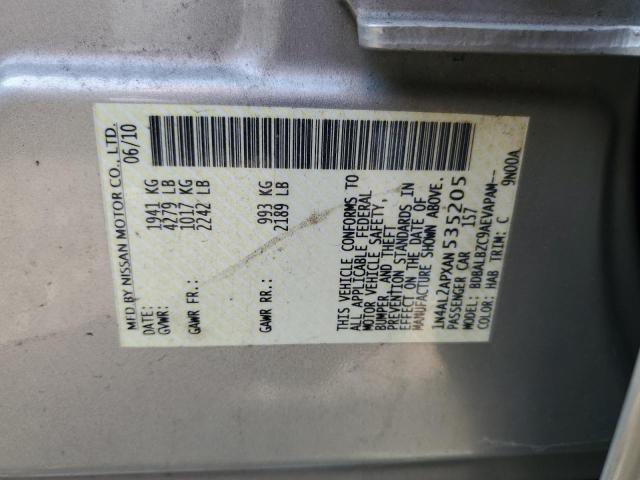 MFD BY NISSAN MOTOR CO., LTD.
DATE: 06/10
GVWR: 1941 KG
4279 LB
GAWR FR: 1017 KG
2242 LB
GAWR RR: 993 KG
2189 LB
THIS VEHICLE CONFORMS TO
ALL APPLICABLE FEDERAL
MOTOR VEHICLE SAFETY,
BUMPER, AND THEFT
PREVENTION STANDARDS IN
EFFECT ON THE DATE OF
MANUFACTURE SHOWN ABOVE.
1N4AL2APXAN535205
PASSENGER CAR 157
MODEL: BDBALBZC9AEVAPAM--
COLOR: HAB TRIM: C 9N00A